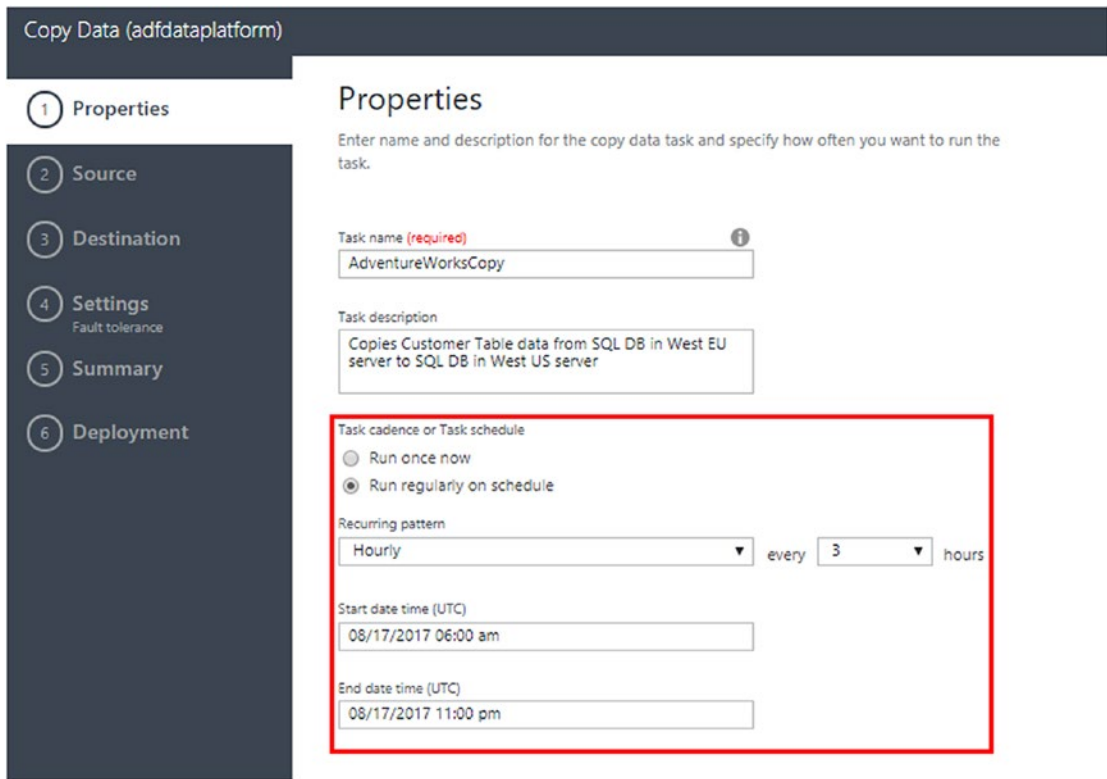 Copy Data (adfdataplatform)
1 Properties
2 Source
3 Destination
4 Settings
Fault tolerance
5 Summary
6 Deployment
Properties
Enter name and description for the copy data task and specify how often you want to run the
task.
Task name (required)
AdventureWorksCopy
Task description
Copies Customer Table data from SQL DB in West EU
server to SQL DB in West US server
Task cadence or Task schedule
Run once now
Run regularly on schedule
Recurring pattern
Hourly every 3 hours
Start date time (UTC)
08/17/2017 06:00 am
End date time (UTC)
08/17/2017 11:00 pm